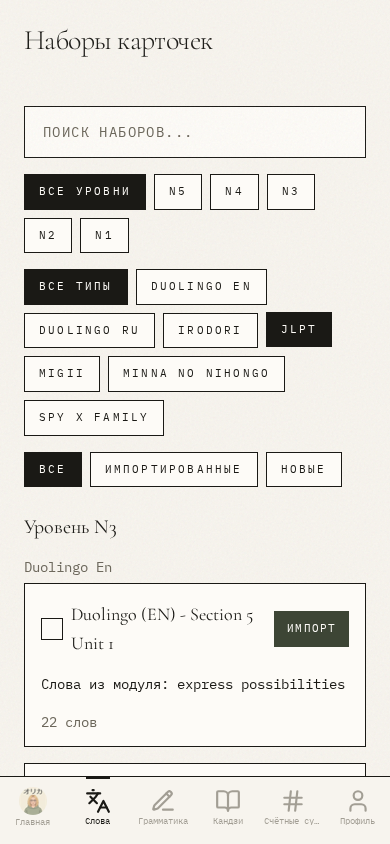 Наборы карточек
ПОИСК НАБОРОВ...
ВСЕ УРОВНИ N5 N4 N3
N2 N1
ВСЕ ТИПЫ DUOLINGO EN
DUOLINGO RU IRODORI JLPT
MIGII MINNA NO NIHONGO
SPY X FAMILY
ВСЕ ИМПОРТИРОВАННЫЕ НОВЫЕ
Уровень N3
Duolingo En
Duolingo (EN) - Section 5
Unit 1
ИМПОРТ
Слова из модуля: express possibilities
22 слов
オリカ
Главная Слова Грамматика Кандзи Счётные су... Профиль